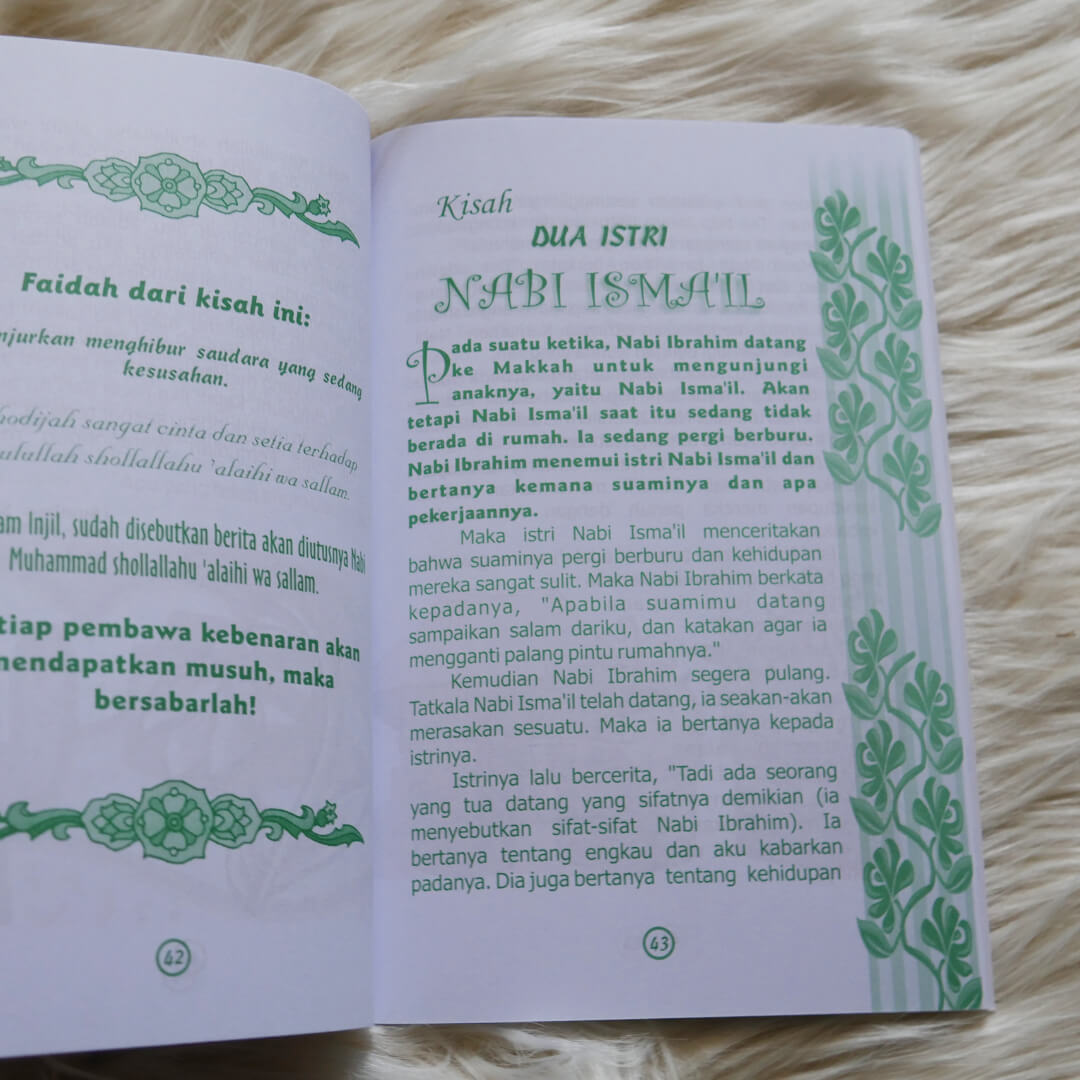 Faidah dari kisah ini:
menghibur saudara yang sedang
kesusahan.
sangat cinta dan setia terhadap
shollallahu 'alaihi wa sallam.
Injil, sudah disebutkan berita akan diutusnya Nabi
Muhammad shollallahu 'alaihi wa sallam.
pembawa kebenaran akan
mendapatkan musuh, maka
bersabarlah!
42
Kisah
DUA ISTRI
NABI ISMA'IL
Pada suatu ketika, Nabi Ibrahim datang
ke Makkah untuk mengunjungi
anaknya, yaitu Nabi Isma'il. Akan
tetapi Nabi Isma'il saat itu sedang tidak
berada di rumah. Ia sedang pergi berburu.
Nabi Ibrahim menemui istri Nabi Isma'il dan
bertanya kemana suaminya dan apa
pekerjaannya.
Maka istri Nabi Isma'il menceritakan
bahwa suaminya pergi berburu dan kehidupan
mereka sangat sulit. Maka Nabi Ibrahim berkata
kepadanya, "Apabila suamimu datang
sampaikan salam dariku, dan katakan agar ia
mengganti palang pintu rumahnya."
Kemudian Nabi Ibrahim segera pulang.
Tatkala Nabi Isma'il telah datang, ia seakan-akan
merasakan sesuatu. Maka ia bertanya kepada
istrinya.
Istrinya lalu bercerita, "Tadi ada seorang
yang tua datang yang sifatnya demikian (ia
menyebutkan sifat-sifat Nabi Ibrahim). Ia
bertanya tentang engkau dan aku kabarkan
padanya. Dia juga bertanya tentang kehidupan
43